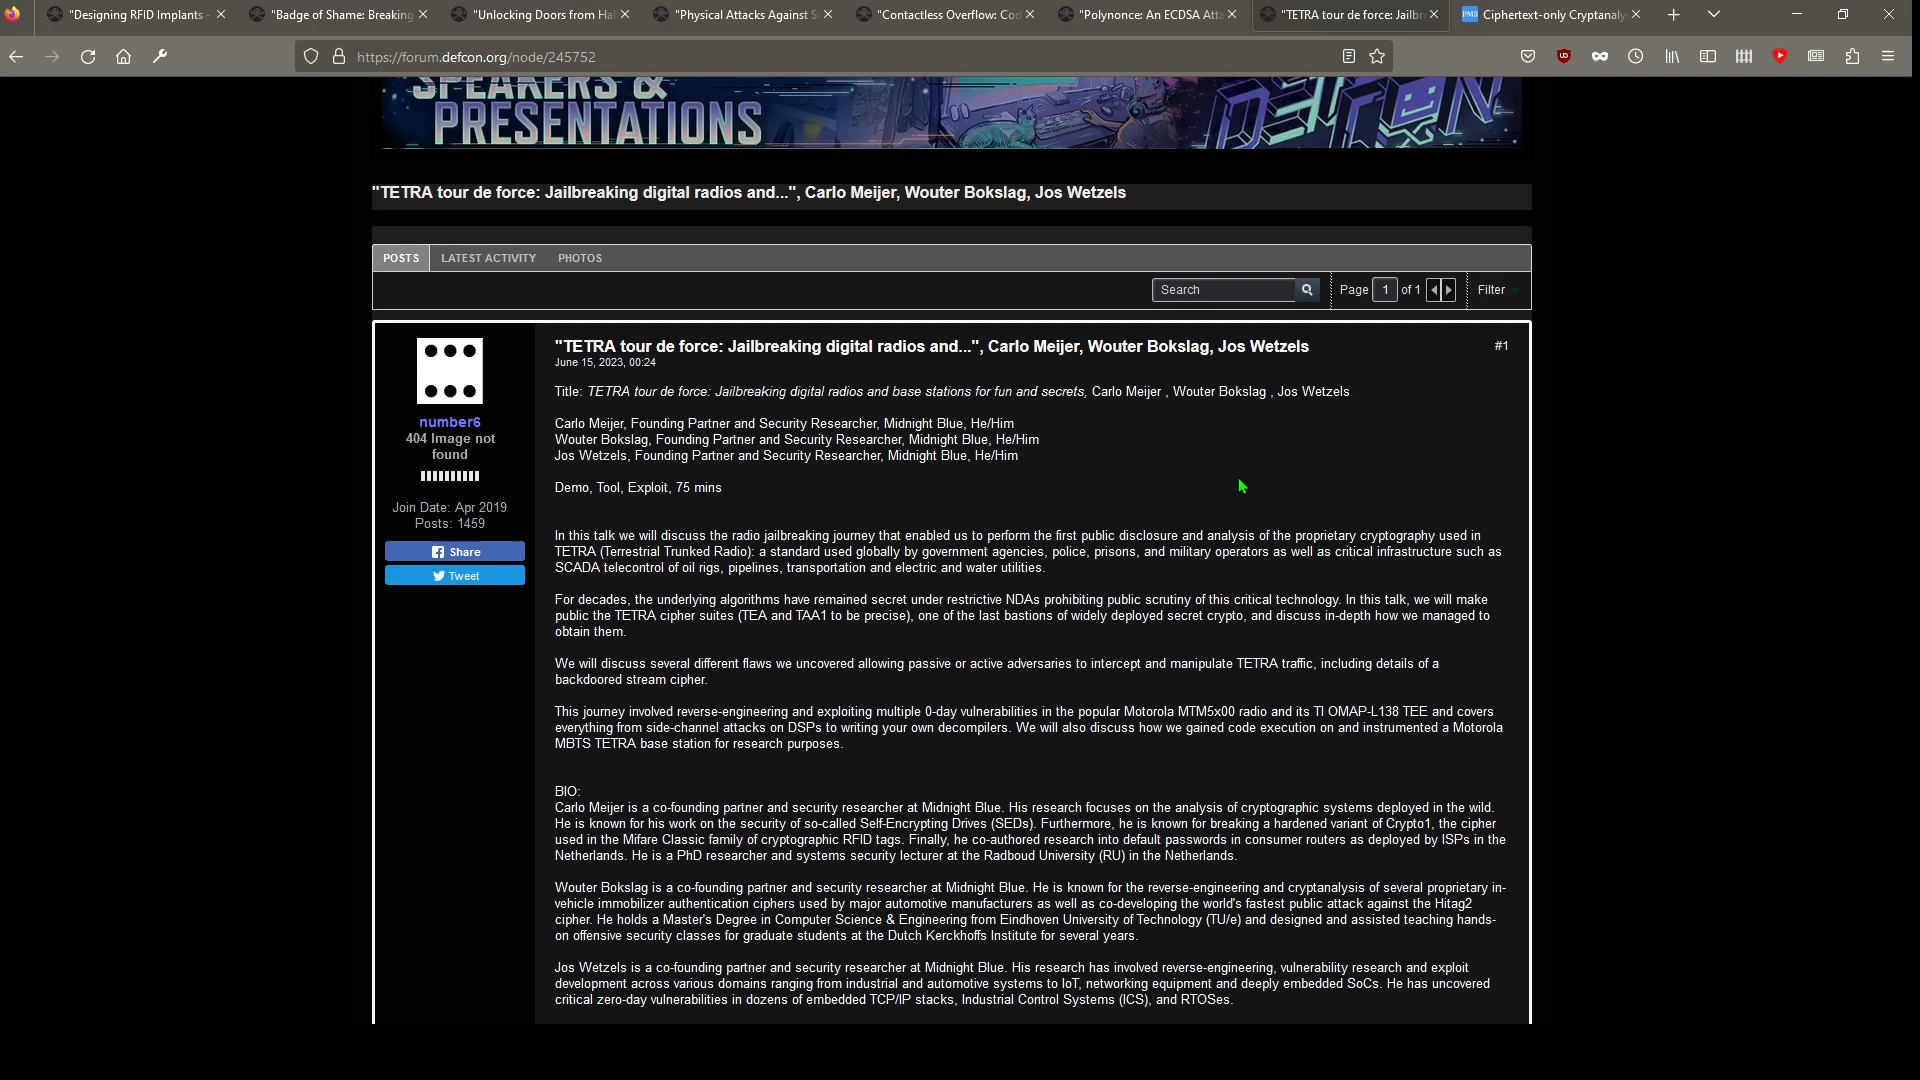 "Designing RFID Implants -
"Badge of Shame: Breaking
"Unlocking Doors from Hal
"Physical Attacks Against S
"Contactless Overflow: Co
"Polynonce: An ECDSA Atta
"TETRA tour de force: Jailbr
PM3
Ciphertext-only Cryptanaly
https://forum.defcon.org/node/245752
SPEAKERS &
PRESENTATIONS
DEFCON
"TETRA tour de force: Jailbreaking digital radios and...", Carlo Meijer, Wouter Bokslag, Jos Wetzels
POSTS
LATEST ACTIVITY
PHOTOS
Search
Page 1 of 1
Filter
number6
404 Image not
found
Join Date: Apr 2019
Posts: 1459
Share
Tweet
"TETRA tour de force: Jailbreaking digital radios and...", Carlo Meijer, Wouter Bokslag, Jos Wetzels
#1
June 15, 2023, 00:24
Title: TETRA tour de force: Jailbreaking digital radios and base stations for fun and secrets, Carlo Meijer , Wouter Bokslag , Jos Wetzels
Carlo Meijer, Founding Partner and Security Researcher, Midnight Blue, He/Him
Wouter Bokslag, Founding Partner and Security Researcher, Midnight Blue, He/Him
Jos Wetzels, Founding Partner and Security Researcher, Midnight Blue, He/Him
Demo, Tool, Exploit, 75 mins
In this talk we will discuss the radio jailbreaking journey that enabled us to perform the first public disclosure and analysis of the proprietary cryptography used in
TETRA (Terrestrial Trunked Radio): a standard used globally by government agencies, police, prisons, and military operators as well as critical infrastructure such as
SCADA telecontrol of oil rigs, pipelines, transportation and electric and water utilities.
For decades, the underlying algorithms have remained secret under restrictive NDAs prohibiting public scrutiny of this critical technology. In this talk, we will make
public the TETRA cipher suites (TEA and TAA1 to be precise), one of the last bastions of widely deployed secret crypto, and discuss in-depth how we managed to
obtain them.
We will discuss several different flaws we uncovered allowing passive or active adversaries to intercept and manipulate TETRA traffic, including details of a
backdoored stream cipher.
This journey involved reverse-engineering and exploiting multiple 0-day vulnerabilities in the popular Motorola MTM5x00 radio and its TI OMAP-L138 TEE and covers
everything from side-channel attacks on DSPs to writing your own decompilers. We will also discuss how we gained code execution on and instrumented a Motorola
MBTS TETRA base station for research purposes.
BIO:
Carlo Meijer is a co-founding partner and security researcher at Midnight Blue. His research focuses on the analysis of cryptographic systems deployed in the wild.
He is known for his work on the security of so-called Self-Encrypting Drives (SEDs). Furthermore, he is known for breaking a hardened variant of Crypto1, the cipher
used in the Mifare Classic family of cryptographic RFID tags. Finally, he co-authored research into default passwords in consumer routers as deployed by ISPs in the
Netherlands. He is a PhD researcher and systems security lecturer at the Radboud University (RU) in the Netherlands.
Wouter Bokslag is a co-founding partner and security researcher at Midnight Blue. He is known for the reverse-engineering and cryptanalysis of several proprietary in-
vehicle immobilizer authentication ciphers used by major automotive manufacturers as well as co-developing the world's fastest public attack against the Hitag2
cipher. He holds a Master's Degree in Computer Science & Engineering from Eindhoven University of Technology (TU/e) and designed and assisted teaching hands-
on offensive security classes for graduate students at the Dutch Kerckhoffs Institute for several years.
Jos Wetzels is a co-founding partner and security researcher at Midnight Blue. His research has involved reverse-engineering, vulnerability research and exploit
development across various domains ranging from industrial and automotive systems to IoT, networking equipment and deeply embedded SoCs. He has uncovered
critical zero-day vulnerabilities in dozens of embedded TCP/IP stacks, Industrial Control Systems (ICS), and RTOSes.